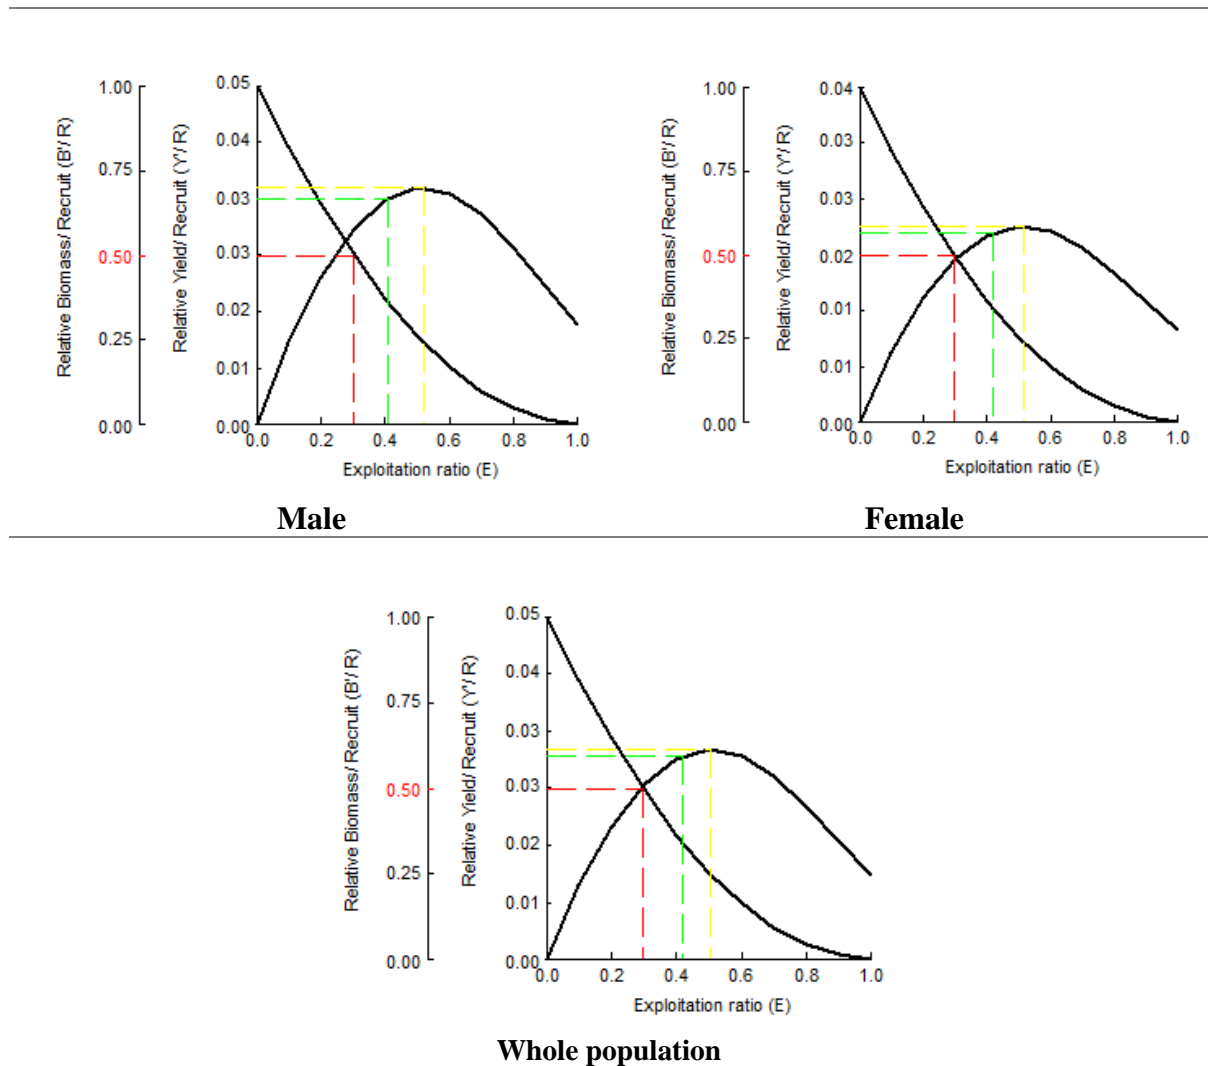 Relative Biomass/ Recruit (B'/ R)
1.00
0.75
0.50
0.25
0.00
Relative Yield/ Recruit (Y'/ R)
0.05
0.04
0.03
0.03
0.02
0.01
0.00
0.0 0.2 0.4 0.6 0.8 1.0
Exploitation ratio (E)
Male
Relative Biomass/ Recruit (B'/ R)
1.00
0.75
0.50
0.25
0.00
Relative Yield/ Recruit (Y'/ R)
0.04
0.03
0.03
0.02
0.01
0.01
0.00
0.0 0.2 0.4 0.6 0.8 1.0
Exploitation ratio (E)
Female
Relative Biomass/ Recruit (B'/ R)
1.00
0.75
0.50
0.25
0.00
Relative Yield/ Recruit (Y'/ R)
0.05
0.04
0.03
0.03
0.02
0.01
0.00
0.0 0.2 0.4 0.6 0.8 1.0
Exploitation ratio (E)
Whole population